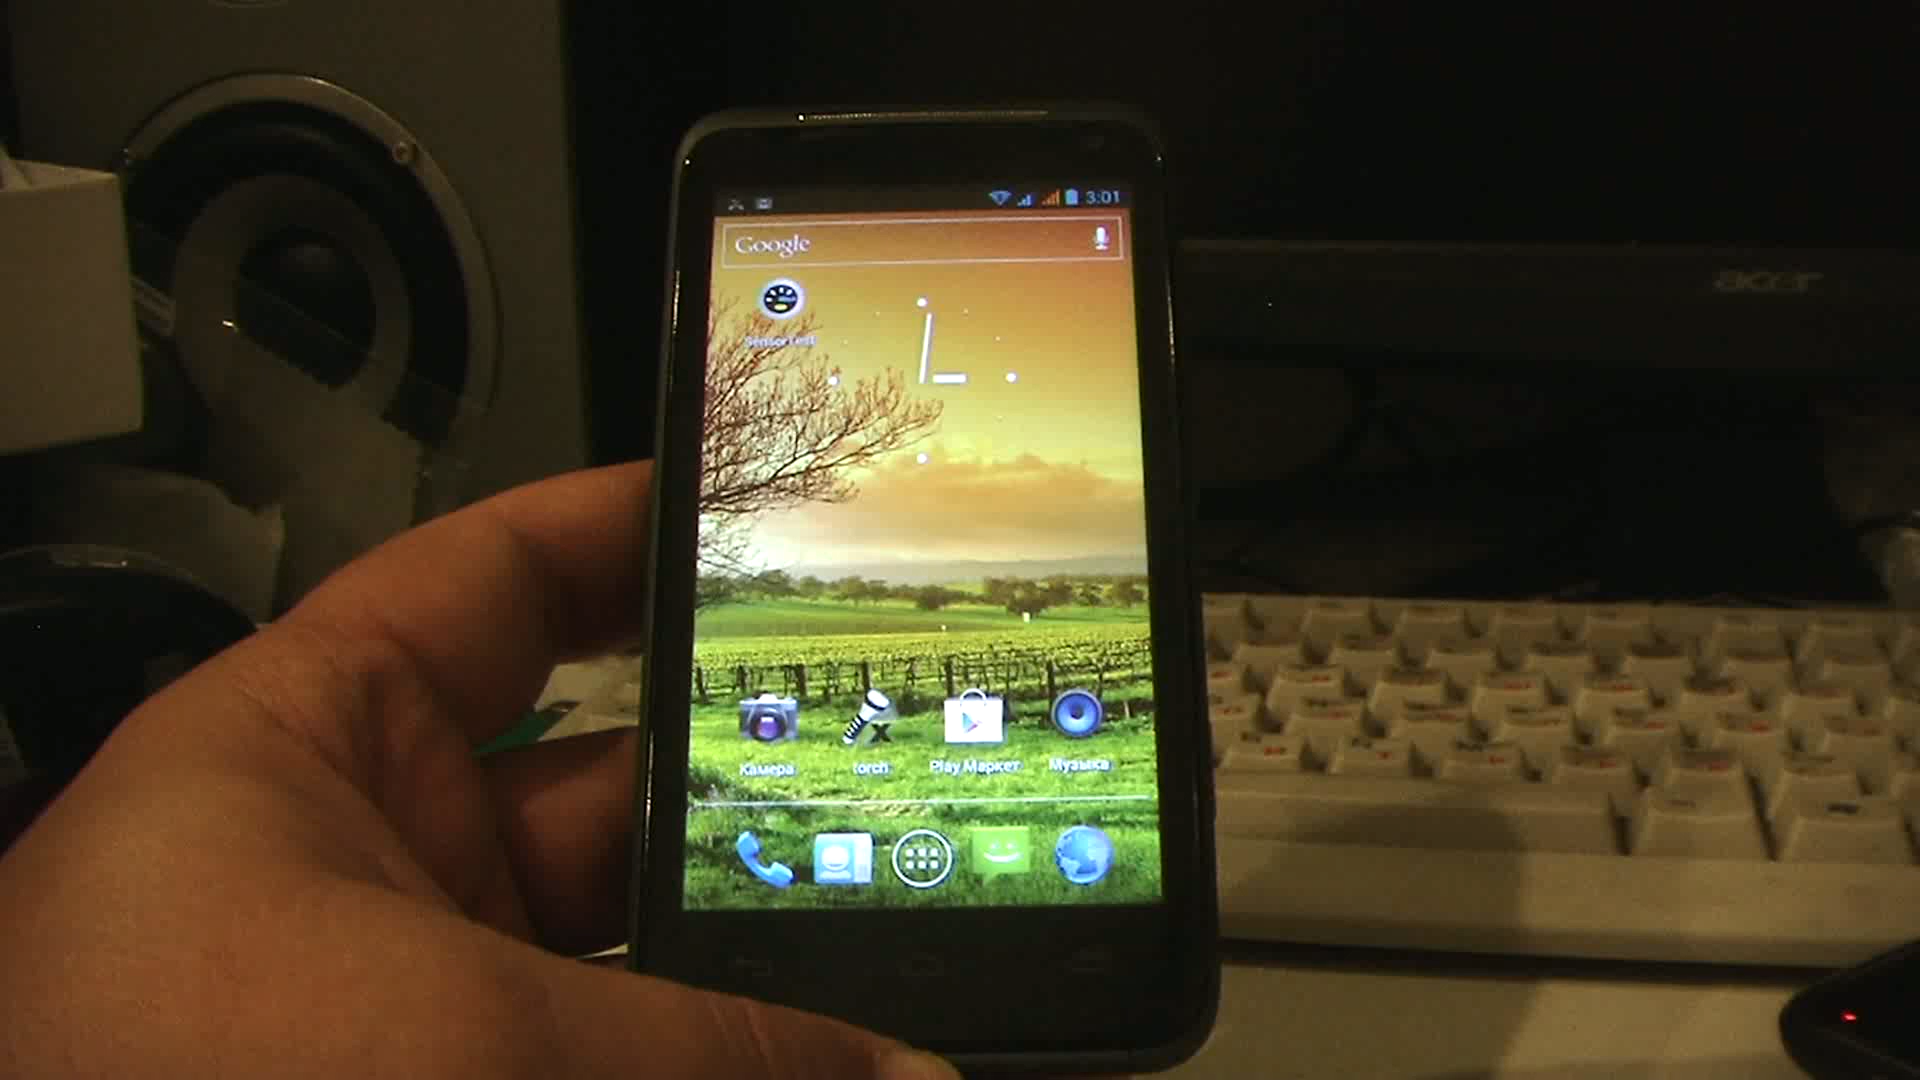 3:01
Google
acer
SensorTest
Камера
torch
Play Маркет
Музыка